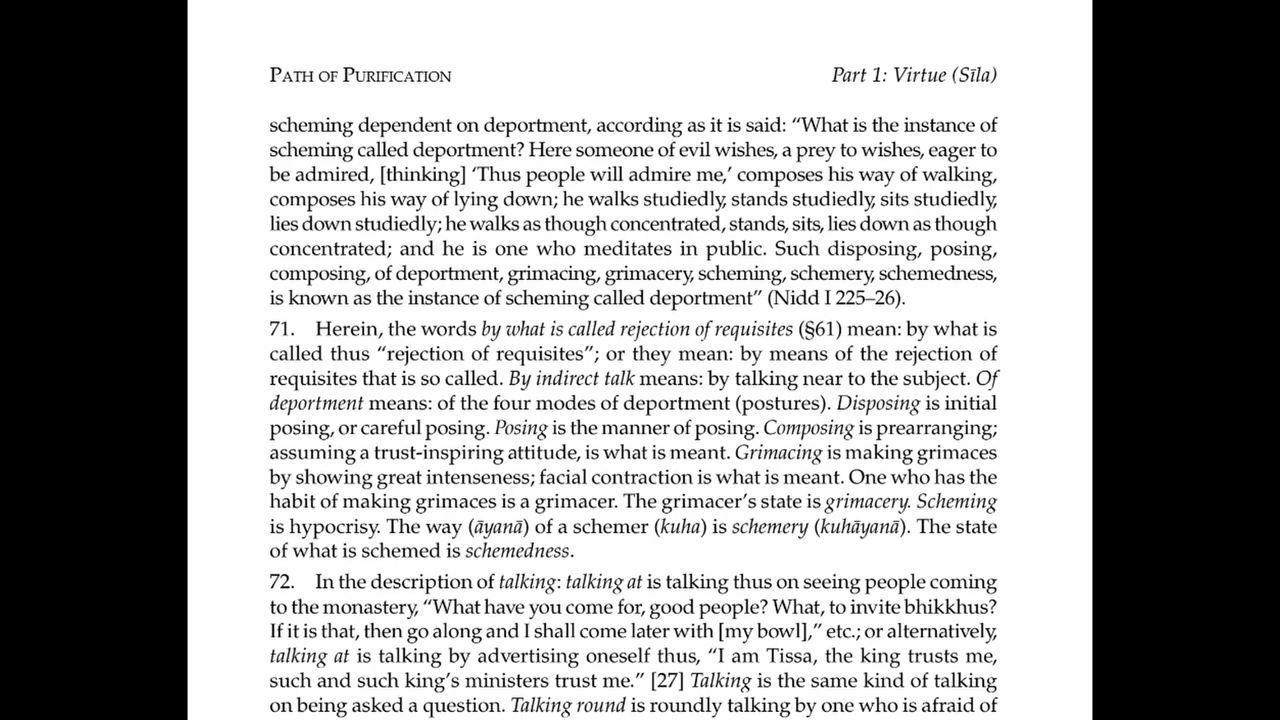 PATH OF PURIFICATION Part 1: Virtue (Sīla)
scheming dependent on deportment, according as it is said: “What is the instance of
scheming called deportment? Here someone of evil wishes, a prey to wishes, eager to
be admired, [thinking] ‘Thus people will admire me,’ composes his way of walking,
composes his way of lying down; he walks studiedly, stands studiedly, sits studiedly,
lies down studiedly; he walks as though concentrated, stands, sits, lies down as though
concentrated; and he is one who meditates in public. Such disposing, posing,
composing, of deportment, grimacing, grimacery, scheming, schemery, schemedness,
is known as the instance of scheming called deportment” (Nidd I 225–26).
71. Herein, the words by what is called rejection of requisites (§61) mean: by what is
called thus “rejection of requisites”; or they mean: by means of the rejection of
requisites that is so called. By indirect talk means: by talking near to the subject. Of
deportment means: of the four modes of deportment (postures). Disposing is initial
posing, or careful posing. Posing is the manner of posing. Composing is prearranging;
assuming a trust-inspiring attitude, is what is meant. Grimacing is making grimaces
by showing great intenseness; facial contraction is what is meant. One who has the
habit of making grimaces is a grimacer. The grimacer’s state is grimacery. Scheming
is hypocrisy. The way (āyanā) of a schemer (kuha) is schemery (kuhāyanā). The state
of what is schemed is schemedness.
72. In the description of talking: talking at is talking thus on seeing people coming
to the monastery, “What have you come for, good people? What, to invite bhikkhus?
If it is that, then go along and I shall come later with [my bowl],” etc.; or alternatively,
talking at is talking by advertising oneself thus, “I am Tissa, the king trusts me,
such and such king’s ministers trust me.” [27] Talking is the same kind of talking
on being asked a question. Talking round is roundly talking by one who is afraid of